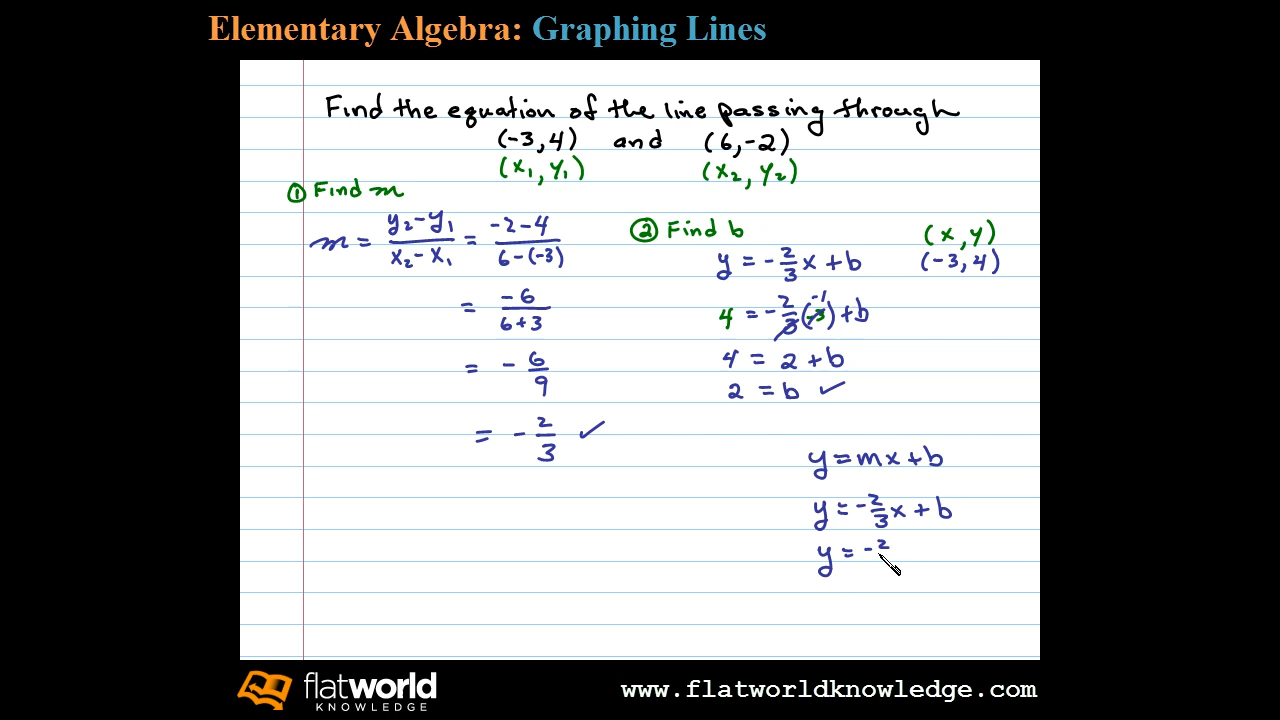 Elementary Algebra: Graphing Lines
Find the equation of the line passing through
(-3,4) and (6,-2)
(x₁, y₁) (x₂, y₂)
① Find m
m = y₂-y₁/x₂-x₁ = -2-4/6-(-3)
= -6/6+3
= - 6/9
= - 2/3 ✓
② Find b
(x,y)
y = -2/3 x + b (-3,4)
4 = -2/3 (-3) + b
-1
4 = 2 + b
2 = b ✓
y = mx + b
y = -2/3 x + b
y = -2
flatworld
KNOWLEDGE
www.flatworldknowledge.com